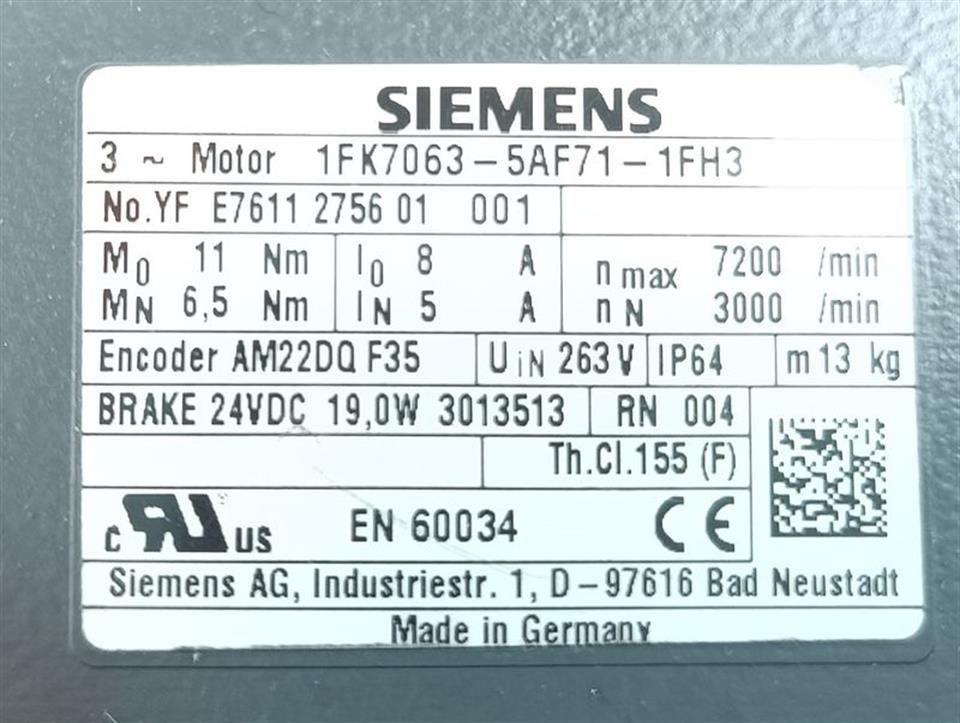 SIEMENS
3 ~ Motor 1FK7063-5AF71-1FH3
No.YF E7611 2756 01 001
M0 11 Nm I0 8 A n max 7200 /min
MN 6,5 Nm IN 5 A n N 3000 /min
Encoder AM22DQ F35 UiN 263 V IP64 m 13 kg
BRAKE 24VDC 19,0W 3013513 RN 004
Th.Cl.155 (F)
c RU US EN 60034 CE
Siemens AG, Industriestr. 1, D-97616 Bad Neustadt
Made in Germany